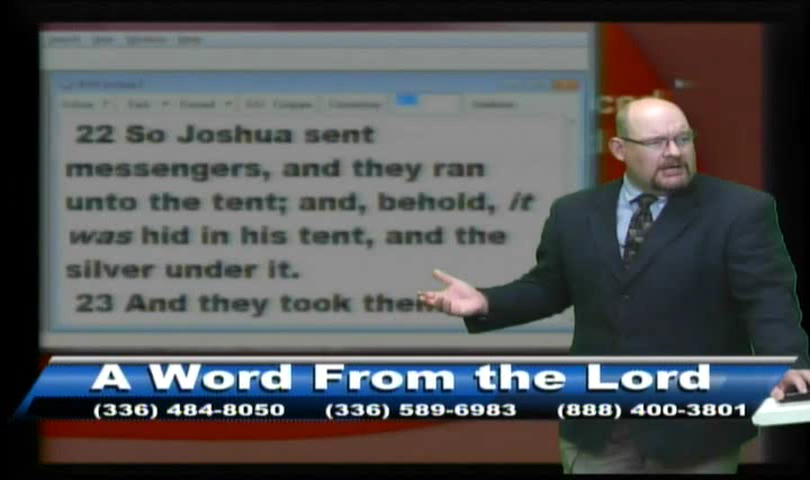 22 So Joshua sent
messengers, and they ran
unto the tent; and, behold, it
was hid in his tent, and the
silver under it.
23 And they took them
A Word From the Lord
(336) 484-8050 (336) 589-6983 (888) 400-3801